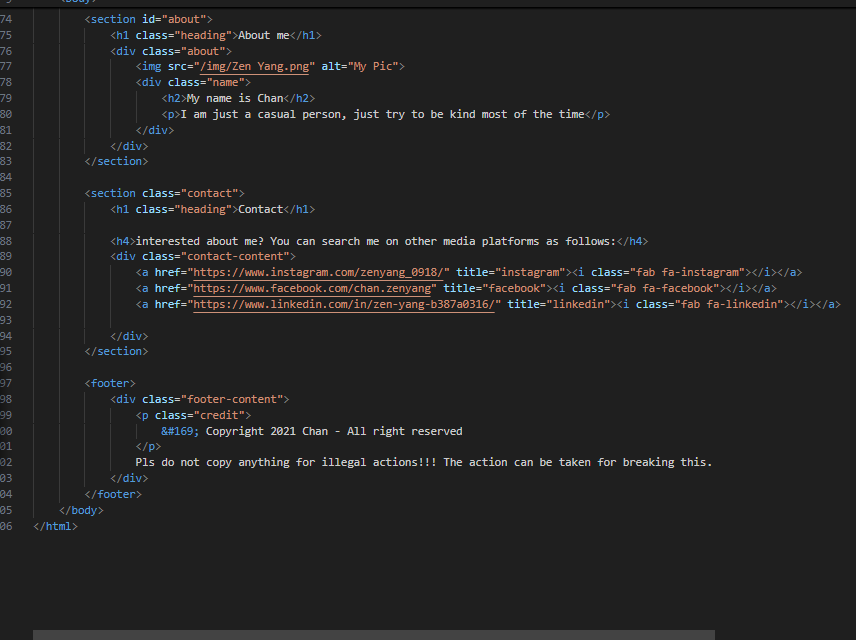 <body>
74 <section id="about">
75 <h1 class="heading">About me</h1>
76 <div class="about">
77 <img src="/img/Zen Yang.png" alt="My Pic">
78 <div class="name">
79 <h2>My name is Chan</h2>
80 <p>I am just a casual person, just try to be kind most of the time</p>
81 </div>
82 </div>
83 </section>
84
85 <section class="contact">
86 <h1 class="heading">Contact</h1>
87
88 <h4>interested about me? You can search me on other media platforms as follows:</h4>
89 <div class="contact-content">
90 <a href="https://www.instagram.com/zenyang_0918/" title="instagram"><i class="fab fa-instagram"></i></a>
91 <a href="https://www.facebook.com/chan.zenyang" title="facebook"><i class="fab fa-facebook"></i></a>
92 <a href="https://www.linkedin.com/in/zen-yang-b387a0316/" title="linkedin"><i class="fab fa-linkedin"></i></a>
93
94 </div>
95 </section>
96
97 <footer>
98 <div class="footer-content">
99 <p class="credit">
00 &#169; Copyright 2021 Chan - All right reserved
01 </p>
02 Pls do not copy anything for illegal actions!!! The action can be taken for breaking this.
03 </div>
04 </footer>
05 </body>
06 </html>